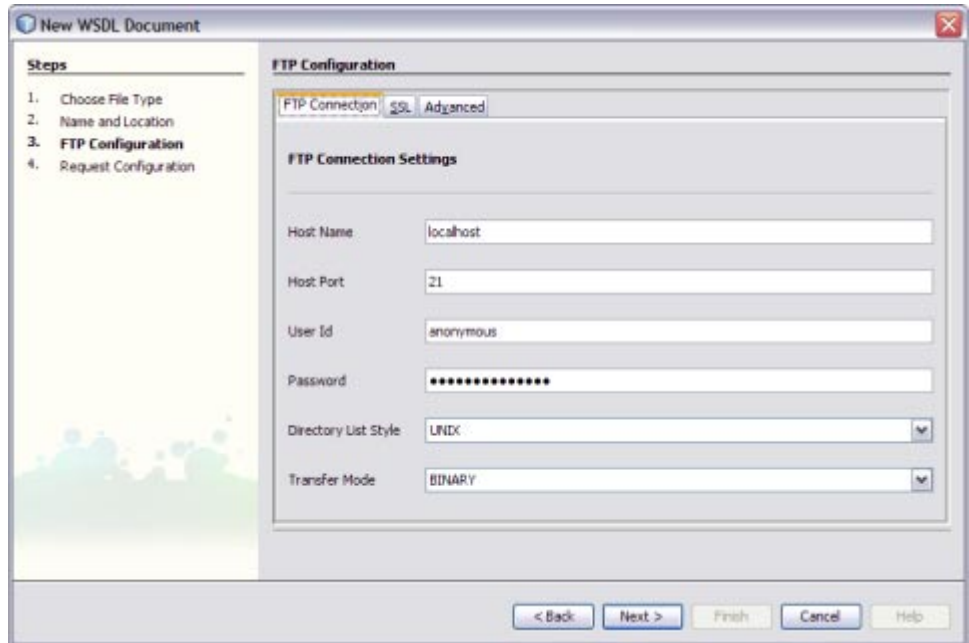 New WSDL Document
Steps
1. Choose File Type
2. Name and Location
3. FTP Configuration
4. Request Configuration
FTP Configuration
FTP Connection SSL Advanced
FTP Connection Settings
Host Name localhost
Host Port 21
User Id anonymous
Password ••••••••••••••
Directory List Style UNIX
Transfer Mode BINARY
< Back Next > Finish Cancel Help